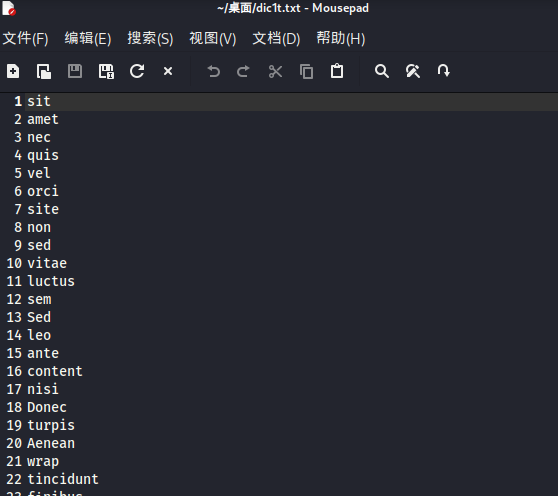 ~/桌面/dic1t.txt - Mousepad
文件(F) 编辑(E) 搜索(S) 视图(V) 文档(D) 帮助(H)
1 sit
2 amet
3 nec
4 quis
5 vel
6 orci
7 site
8 non
9 sed
10 vitae
11 luctus
12 sem
13 Sed
14 leo
15 ante
16 content
17 nisi
18 Donec
19 turpis
20 Aenean
21 wrap
22 tincidunt
23 finibus